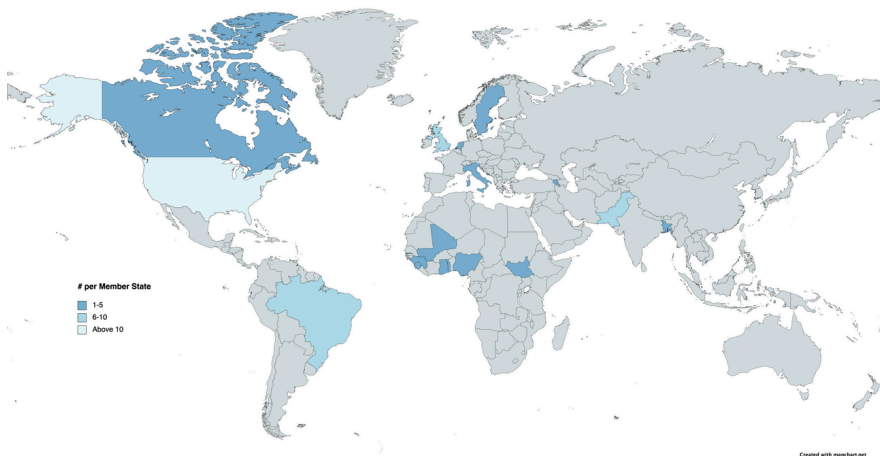 # per Member State
1-5
6-10
Above 10
Created with mapchart.net